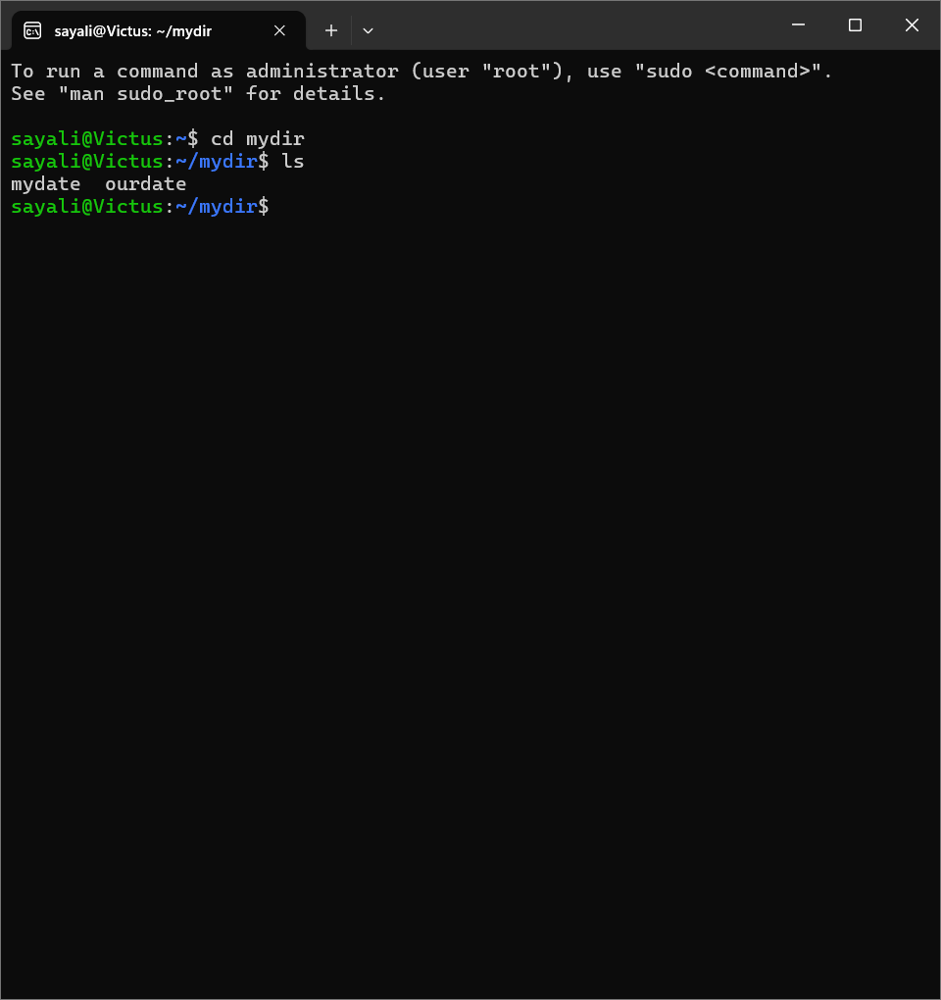 sayali@Victus: ~/mydir
To run a command as administrator (user "root"), use "sudo <command>".
See "man sudo_root" for details.
sayali@Victus:~$ cd mydir
sayali@Victus:~/mydir$ ls
mydate  ourdate
sayali@Victus:~/mydir$